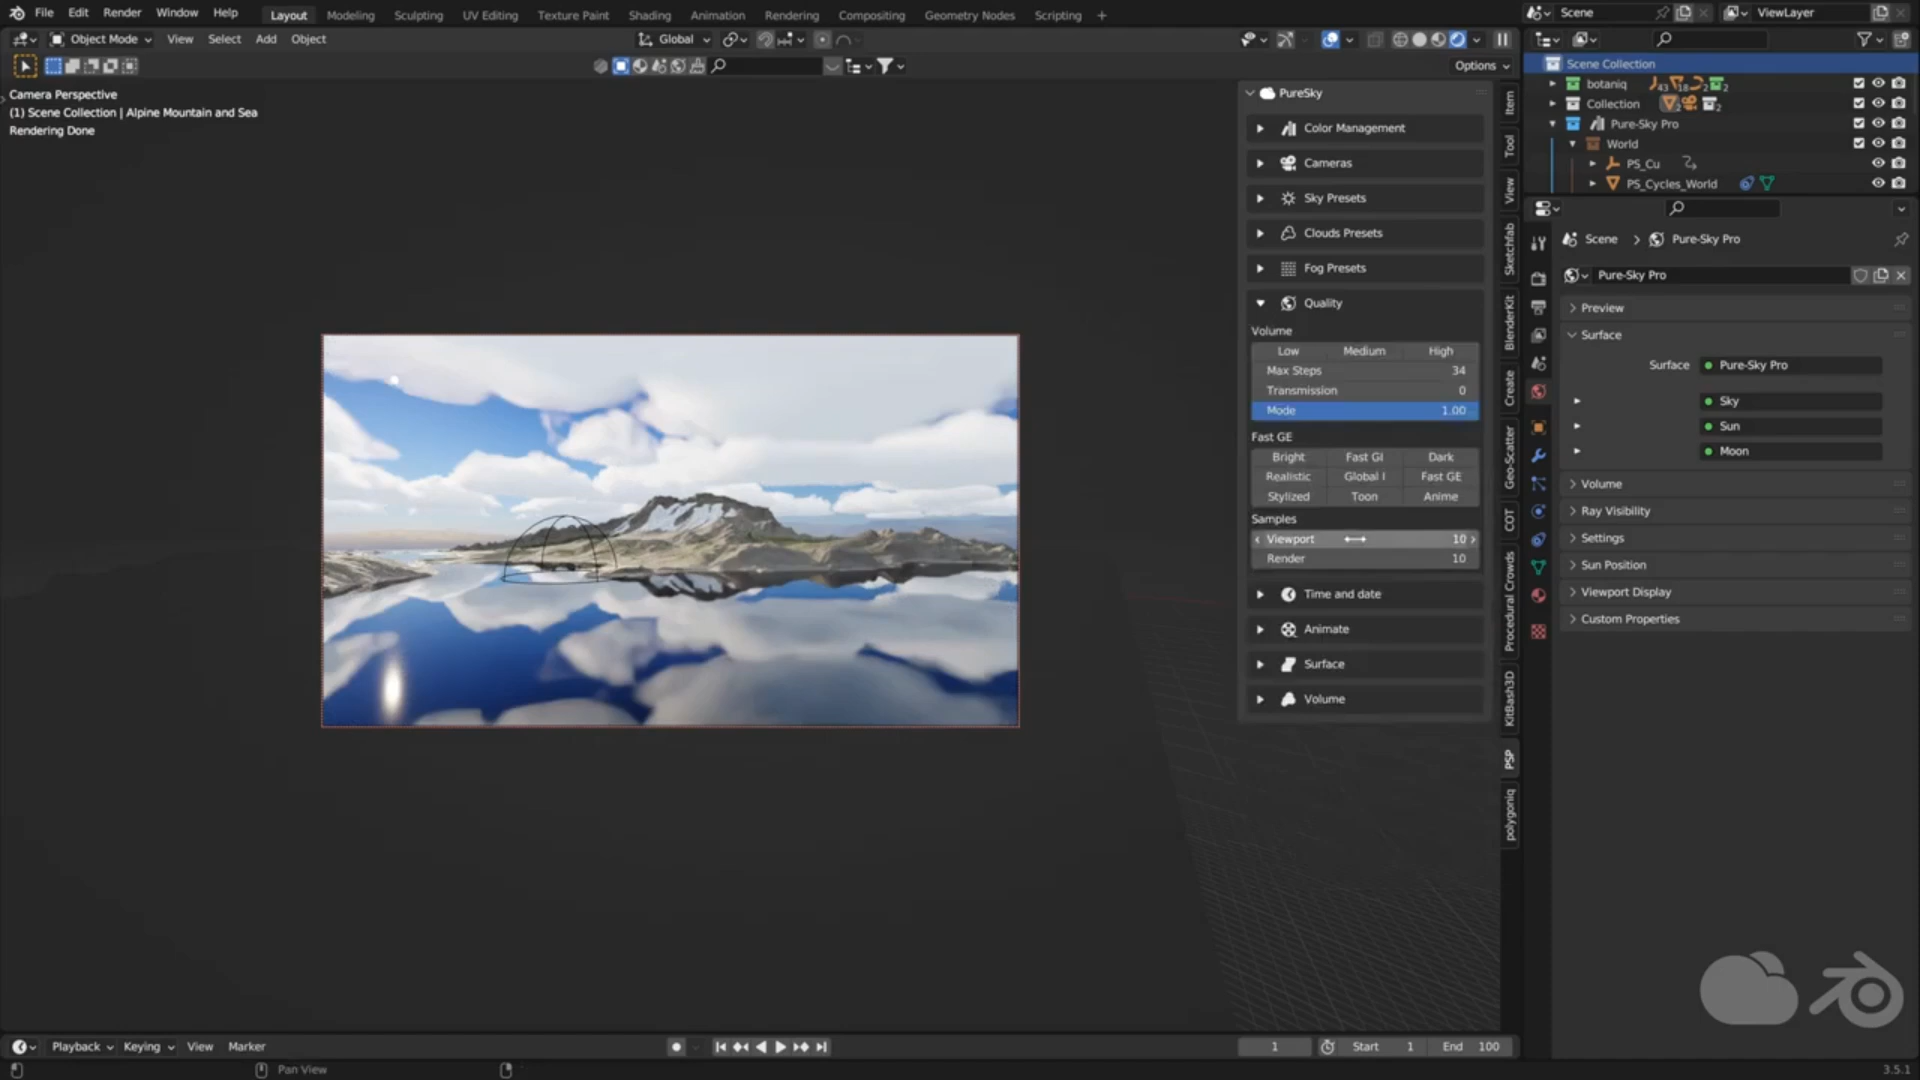 File Edit Render Window Help Layout Modeling Sculpting UV Editing Texture Paint Shading Animation Rendering Compositing Geometry Nodes Scripting + Scene ViewLayer
Object Mode View Select Add Object Global
Options
Camera Perspective
(1) Scene Collection | Alpine Mountain and Sea
Rendering Done
PureSky
Color Management
Cameras
Sky Presets
Clouds Presets
Fog Presets
Quality
Volume
Low Medium High
Max Steps 34
Transmission 0
Mode 1.00
Fast GE
Bright Fast GI Dark
Realistic Global I Fast GE
Stylized Toon Anime
Samples
Viewport 10
Render 10
Time and date
Animate
Surface
Volume
Item
Tool
View
Sketchfab
BlenderKit
Create
Geo-Scatter
COT
Procedural Crowds
KitBash3D
PSP
polygoniq
Scene Collection
botaniq 43 18 2 2
Collection 2 2
Pure-Sky Pro
World
PS_Cu
PS_Cycles_World
Scene > Pure-Sky Pro
Pure-Sky Pro
Preview
Surface
Surface Pure-Sky Pro
Sky
Sun
Moon
Volume
Ray Visibility
Settings
Sun Position
Viewport Display
Custom Properties
Playback Keying View Marker 1 Start 1 End 100
Pan View 3.5.1